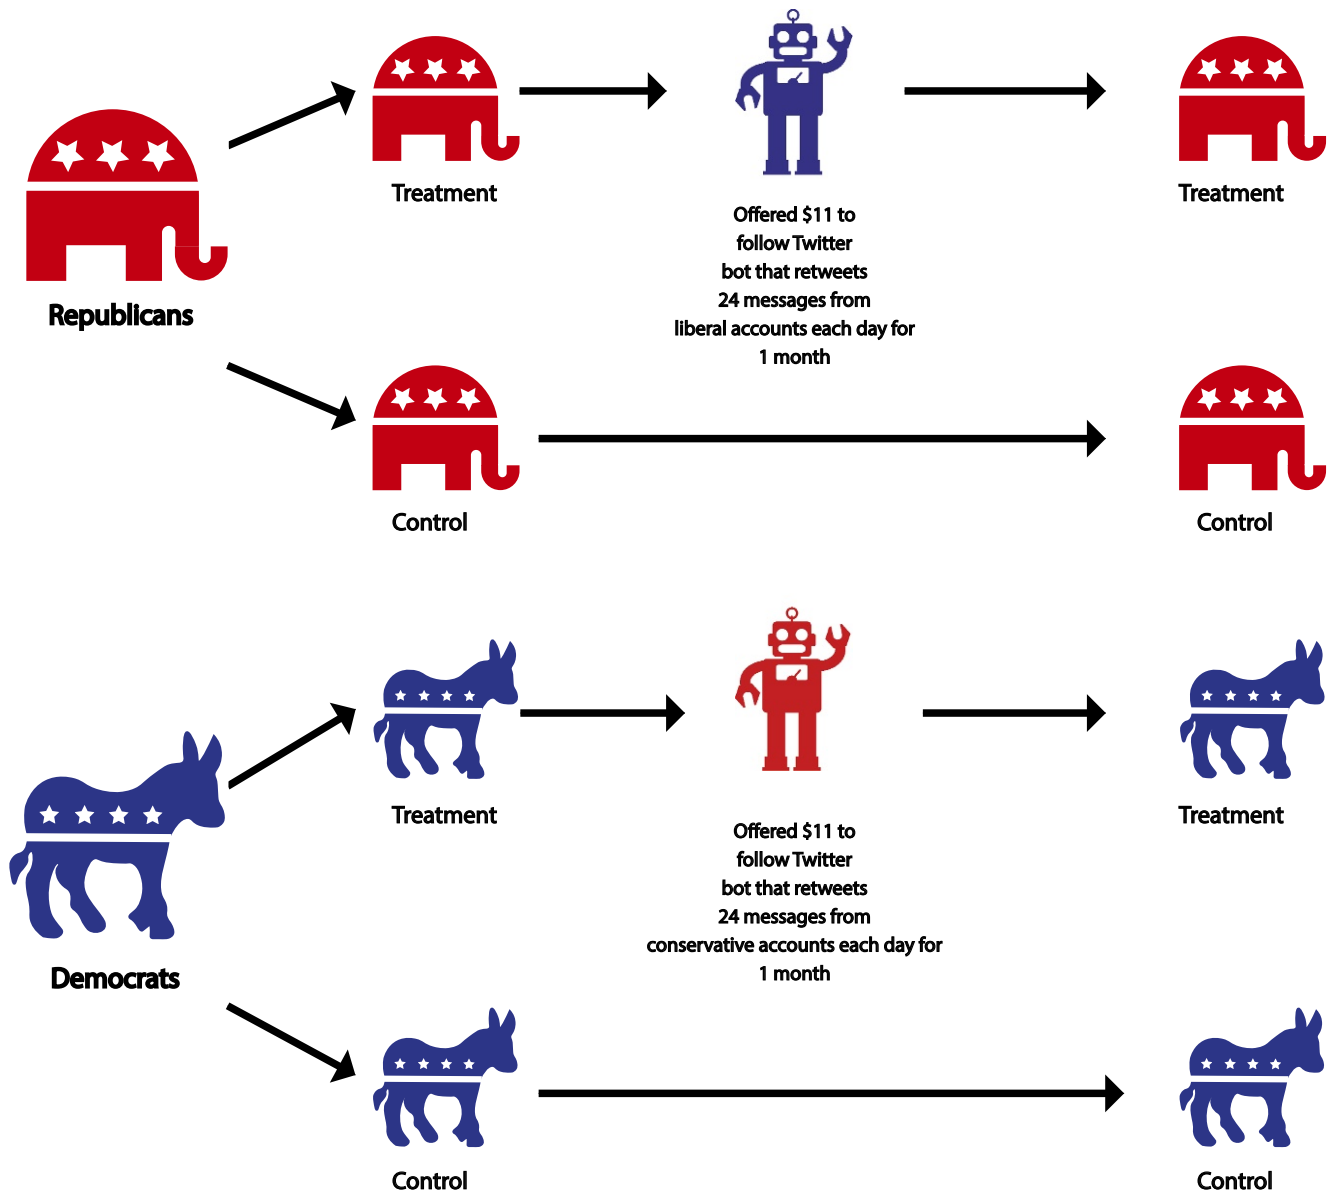 Treatment
Treatment
Offered $11 to
follow Twitter
bot that retweets
24 messages from
liberal accounts each day for
1 month
Republicans
Control
Control
Treatment
Treatment
Offered $11 to
follow Twitter
bot that retweets
24 messages from
conservative accounts each day for
1 month
Democrats
Control
Control